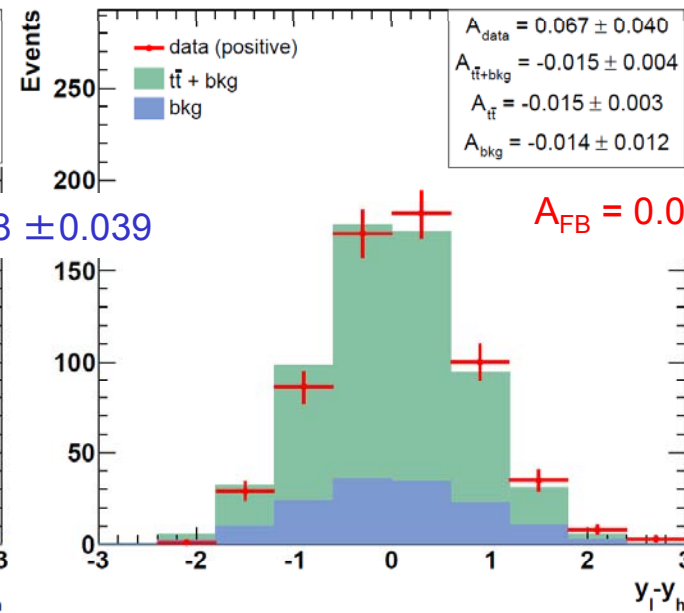 Events
data (positive)
tt̄ + bkg
bkg
A_data = 0.067 ± 0.040
A_tt̄+bkg = -0.015 ± 0.004
A_tt̄ = -0.015 ± 0.003
A_bkg = -0.014 ± 0.012
±0.039
A_FB = 0.0
250
200
150
100
50
0
-3 -2 -1 0 1 2 3
y_l-y_h